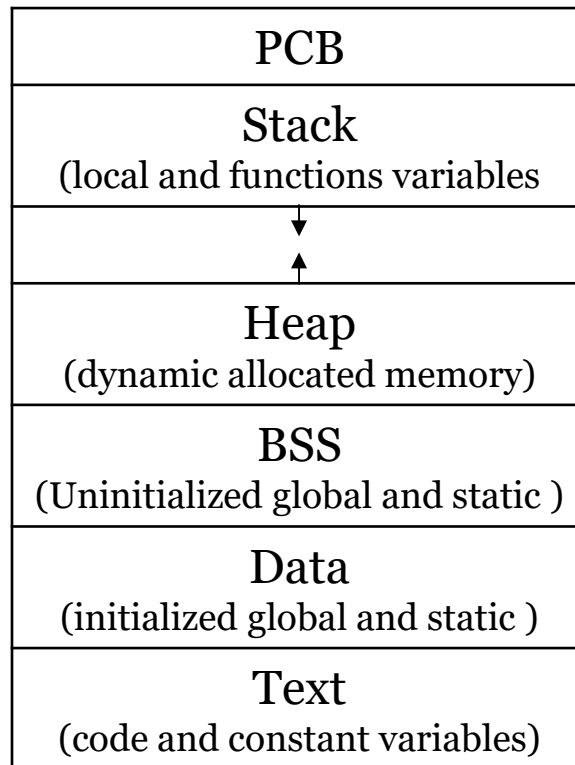 PCB
Stack
(local and functions variables
Heap
(dynamic allocated memory)
BSS
(Uninitialized global and static )
Data
(initialized global and static )
Text
(code and constant variables)